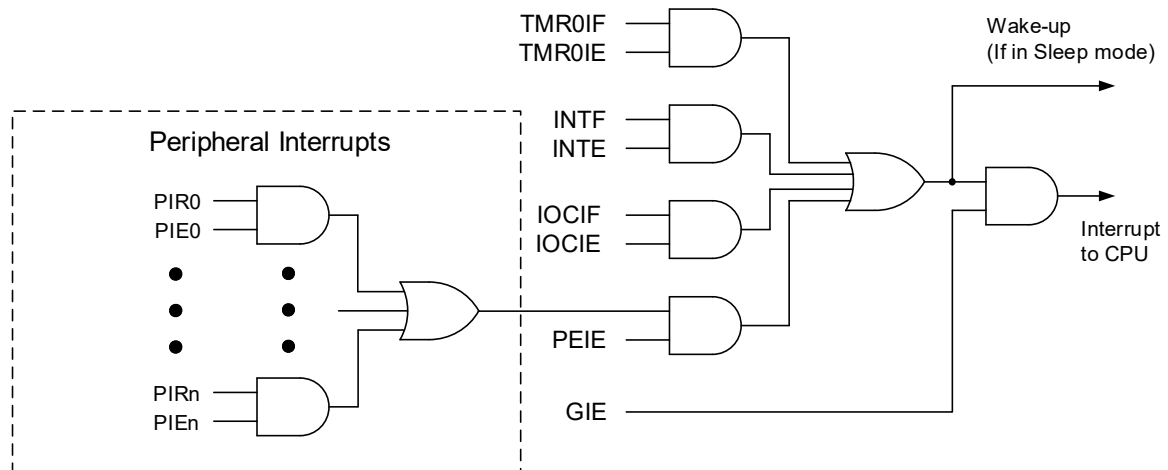 TMR0IF
TMR0IE
Wake-up
(If in Sleep mode)
INTF
INTE
Peripheral Interrupts
PIR0
PIE0
IOCIF
IOCIE
Interrupt
to CPU
PEIE
PIRn
PIEn
GIE